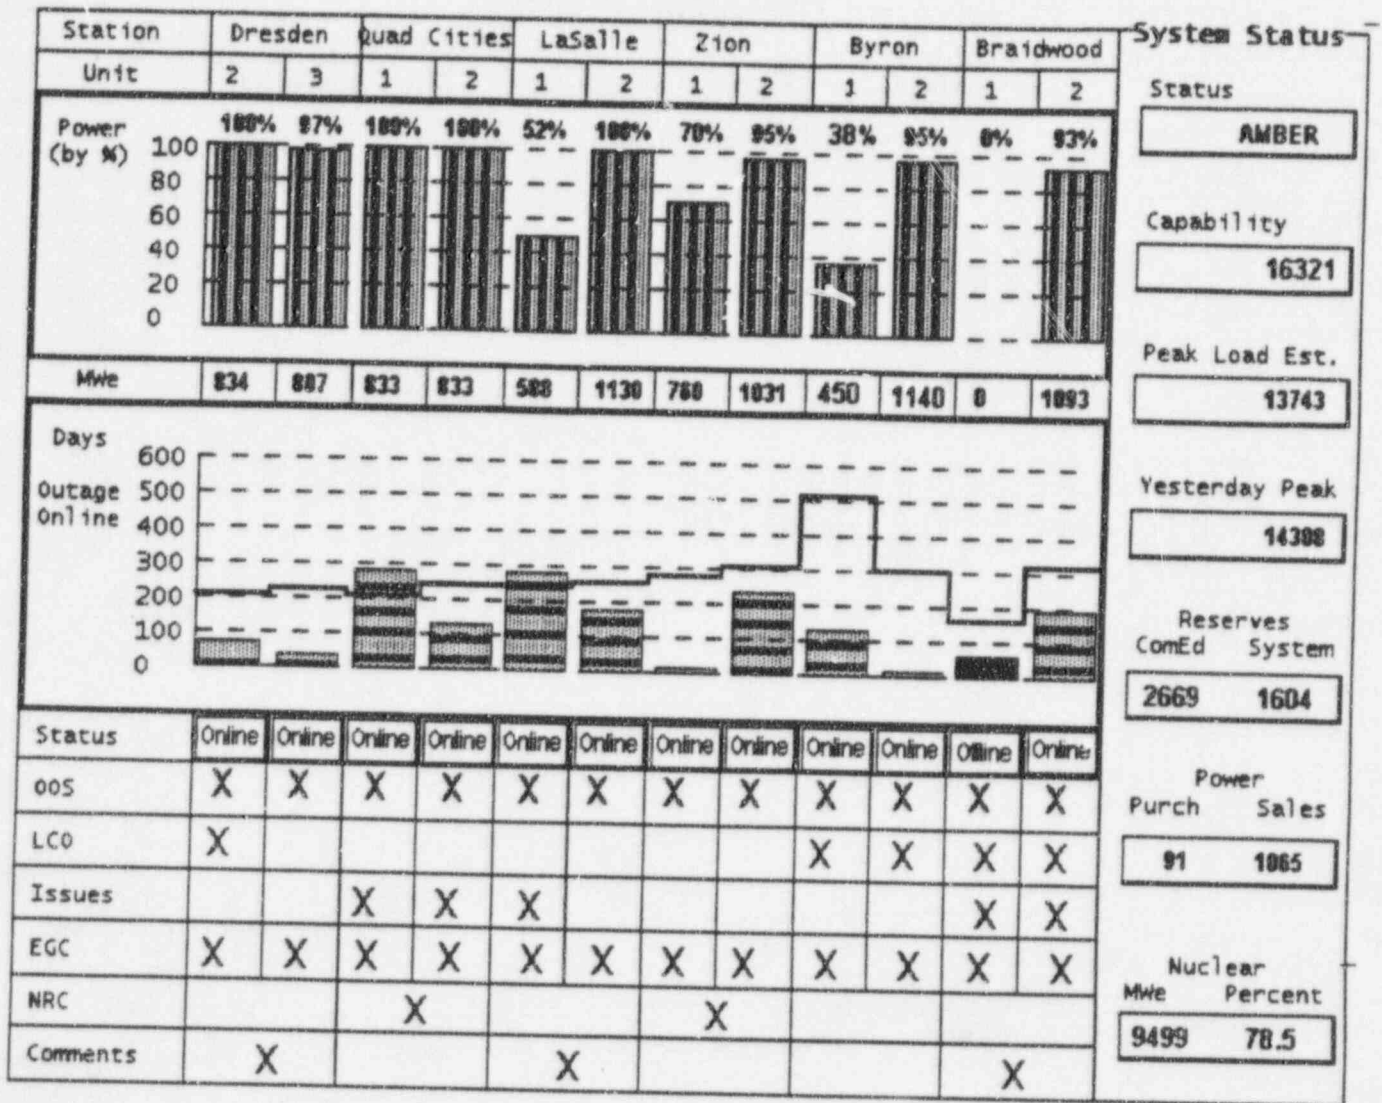 Station Dresden Quad Cities LaSalle Zion Byron Braidwood
Unit 2 3 1 2 1 2 1 2 1 2 1 2
Power (by %)
100% 97% 100% 100% 52% 100% 70% 95% 38% 95% 0% 93%
100
80
60
40
20
0
MWe 834 807 833 833 1130 1031 450 1140 0 1093
Days
Outage
Online
600
500
400
300
200
100
0
Status Online Online Online Online Online Online Online Online Online Online Offline Online
OOS X X X X X X X X X X X X
LCO X X X X X
Issues X X X X X
EGC X X X X X X X X X X X X
NRC X X
Comments X X X
System Status
Status
AMBER
Capability
16321
Peak Load Est.
13743
Yesterday Peak
Reserves
ComEd System
2669 1604
Power
Purch Sales
91 1065
Nuclear
MWe Percent
9499 78.5